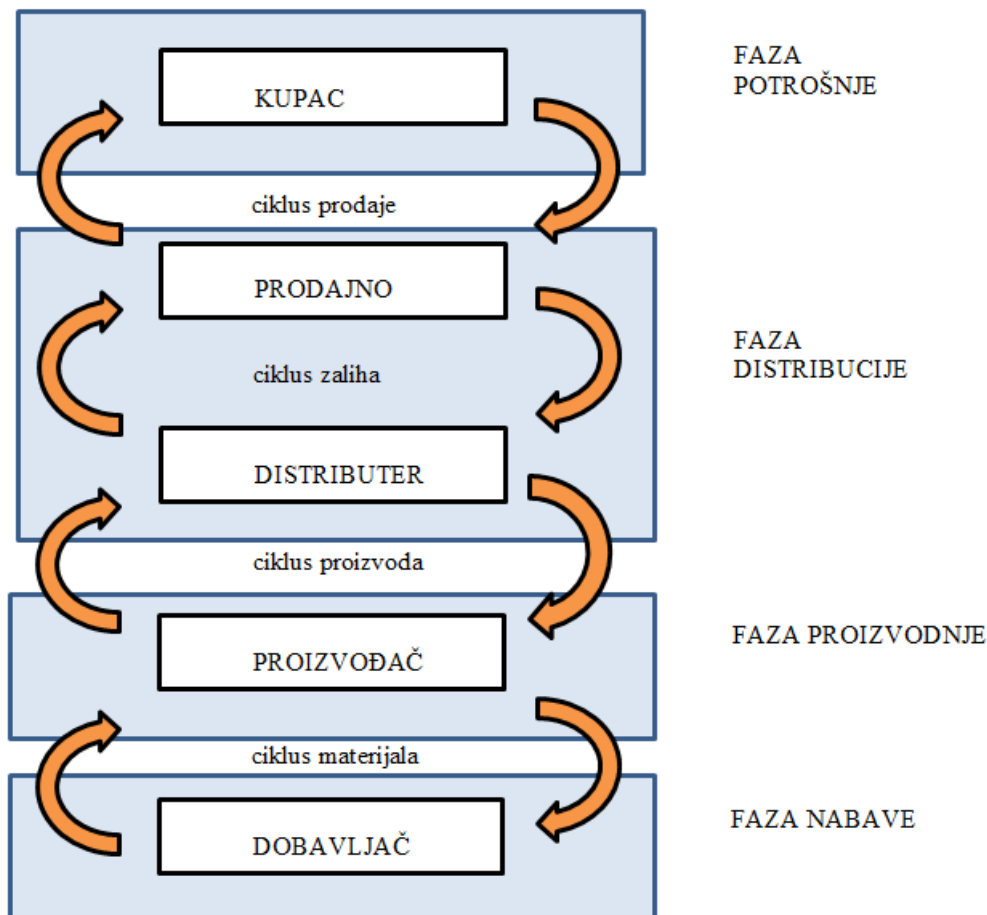 KUPAC
FAZA
POTROŠNJE
ciklus prodaje
PRODAJNO
ciklus zaliha
FAZA
DISTRIBUCIJE
DISTRIBUTER
ciklus proizvođa
PROIZVOĐAČ
FAZA PROIZVODNJE
ciklus materijala
DOBAVLJAČ
FAZA NABAVE